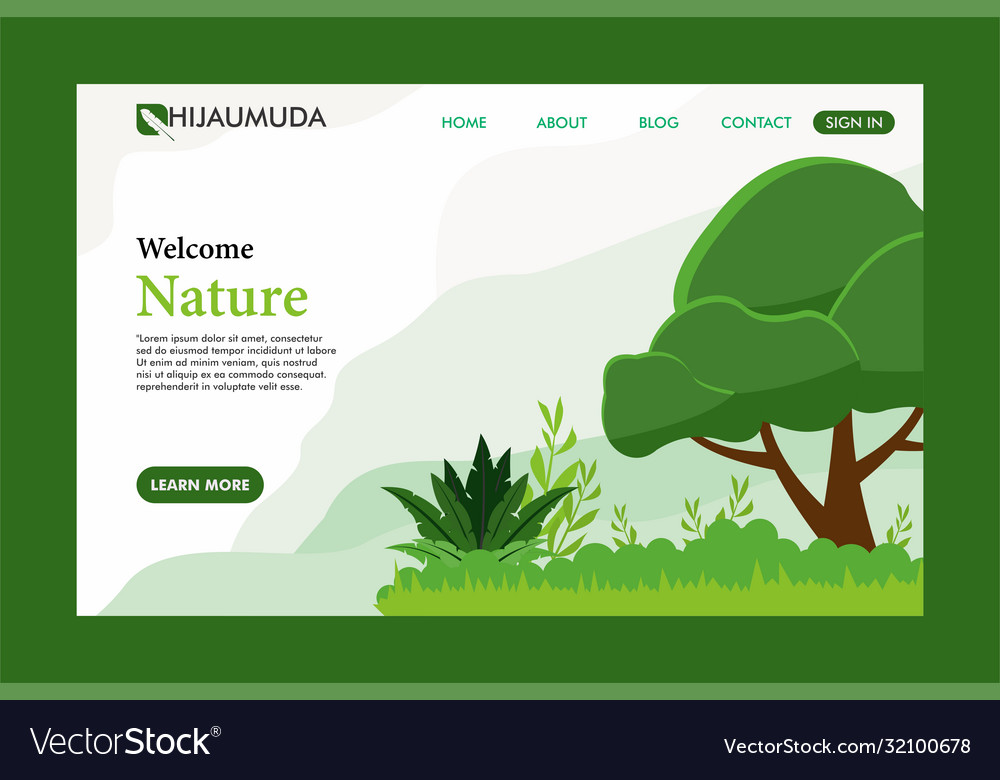 HIJAUMUDA
HOME ABOUT BLOG CONTACT SIGN IN
Welcome
Nature
"Lorem ipsum dolor sit amet, consectetur
sed do eiusmod tempor incididunt ut labore
Ut enim ad minim veniam, quis nostrud
nisi ut aliquip ex ea commodo consequat.
reprehenderit in voluptate velit esse.
LEARN MORE
VectorStock®
VectorStock.com/32100678